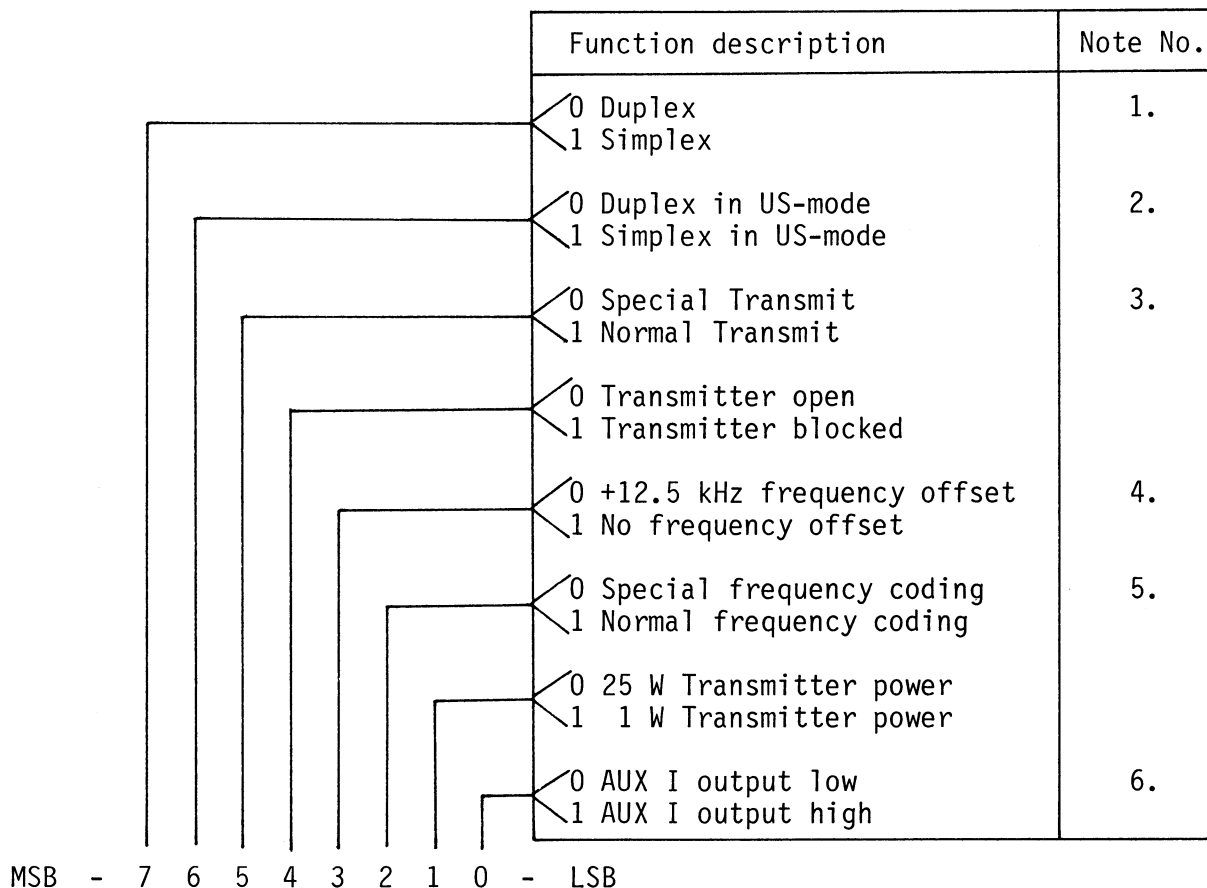 Function description Note No.
0 Duplex 1.
1 Simplex
0 Duplex in US-mode 2.
1 Simplex in US-mode
0 Special Transmit 3.
1 Normal Transmit
0 Transmitter open
1 Transmitter blocked
0 +12.5 kHz frequency offset 4.
1 No frequency offset
0 Special frequency coding 5.
1 Normal frequency coding
0 25 W Transmitter power
1 1 W Transmitter power
0 AUX I output low 6.
1 AUX I output high
MSB - 7 6 5 4 3 2 1 0 - LSB